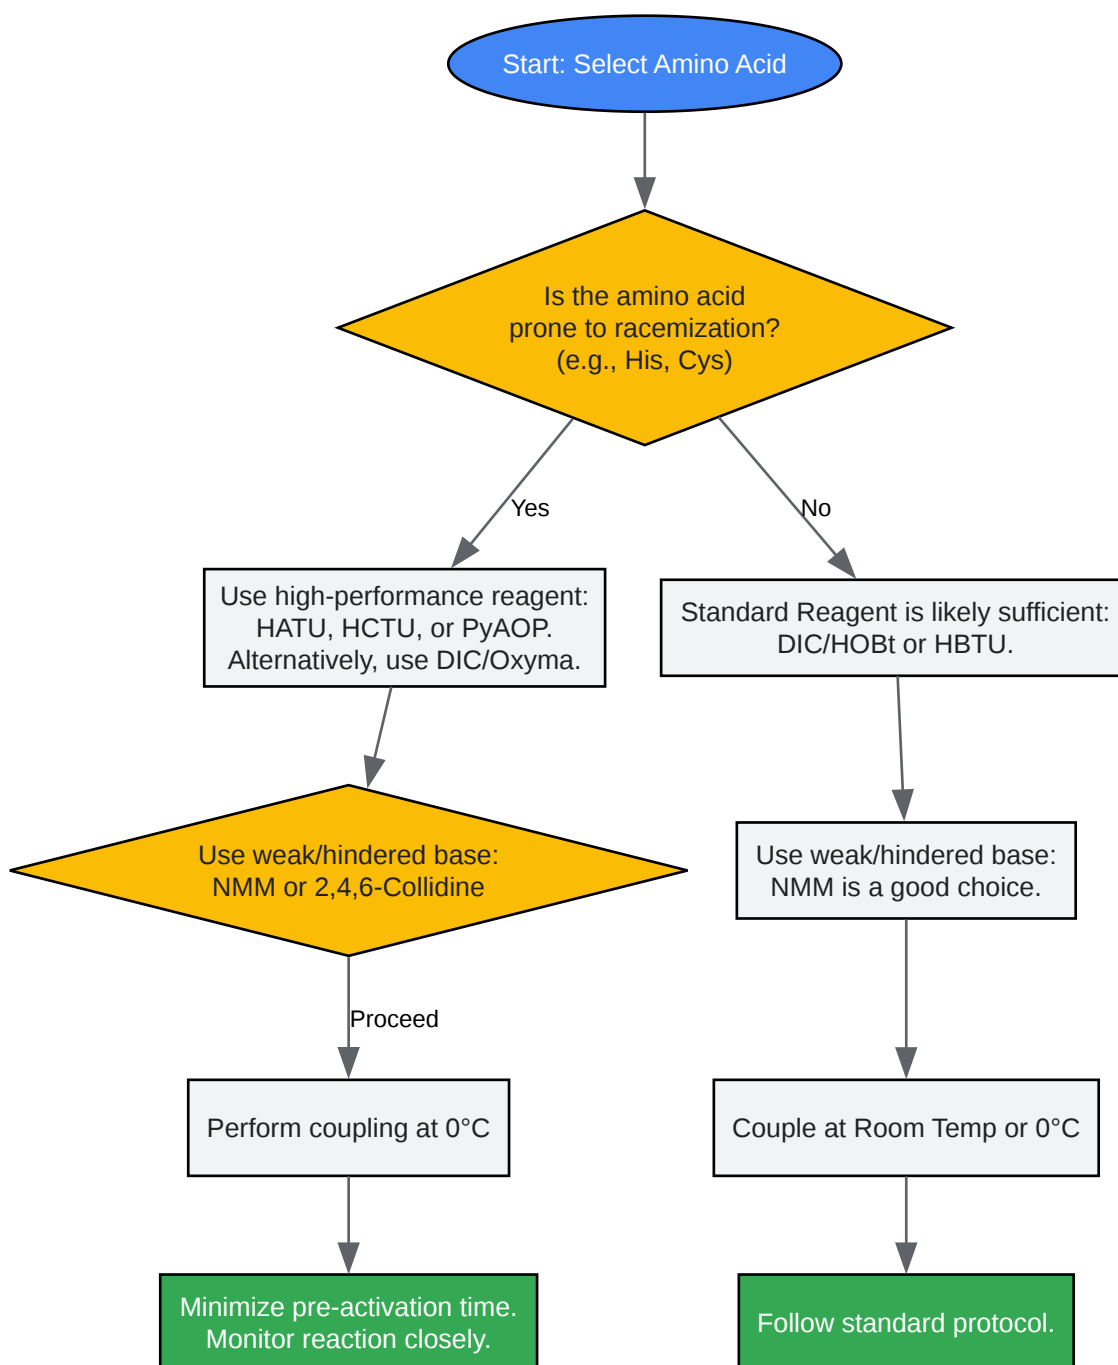 Start: Select Amino Acid
Is the amino acid
prone to racemization?
(e.g., His, Cys)
Yes
No
Use high-performance reagent:
HATU, HCTU, or PyAOP.
Alternatively, use DIC/Oxyma.
Standard Reagent is likely sufficient:
DIC/HOBt or HBTU.
Use weak/hindered base:
NMM or 2,4,6-Collidine
Use weak/hindered base:
NMM is a good choice.
Proceed
Perform coupling at 0°C
Couple at Room Temp or 0°C
Minimize pre-activation time.
Monitor reaction closely.
Follow standard protocol.